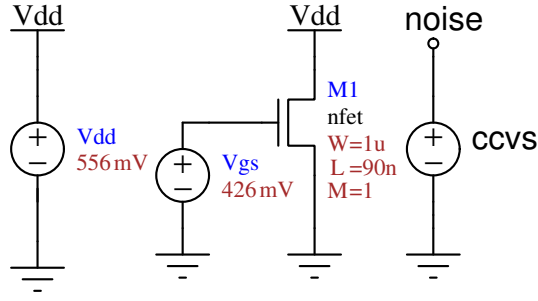 Vdd
Vdd
noise
M1
nfet
W=1u
L=90n
M=1
Vdd
556mV
Vgs
426mV
ccvs